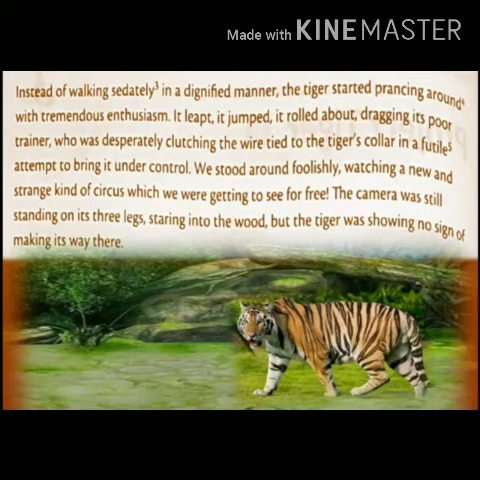 Made with KINEMASTER
Instead of walking sedately³ in a dignified manner, the tiger started prancing around⁴
with tremendous enthusiasm. It leapt, it jumped, it rolled about, dragging its poor
trainer, who was desperately clutching the wire tied to the tiger's collar in a futile⁵
attempt to bring it under control. We stood around foolishly, watching a new and
strange kind of circus which we were getting to see for free! The camera was still
standing on its three legs, staring into the wood, but the tiger was showing no sign of
making its way there.